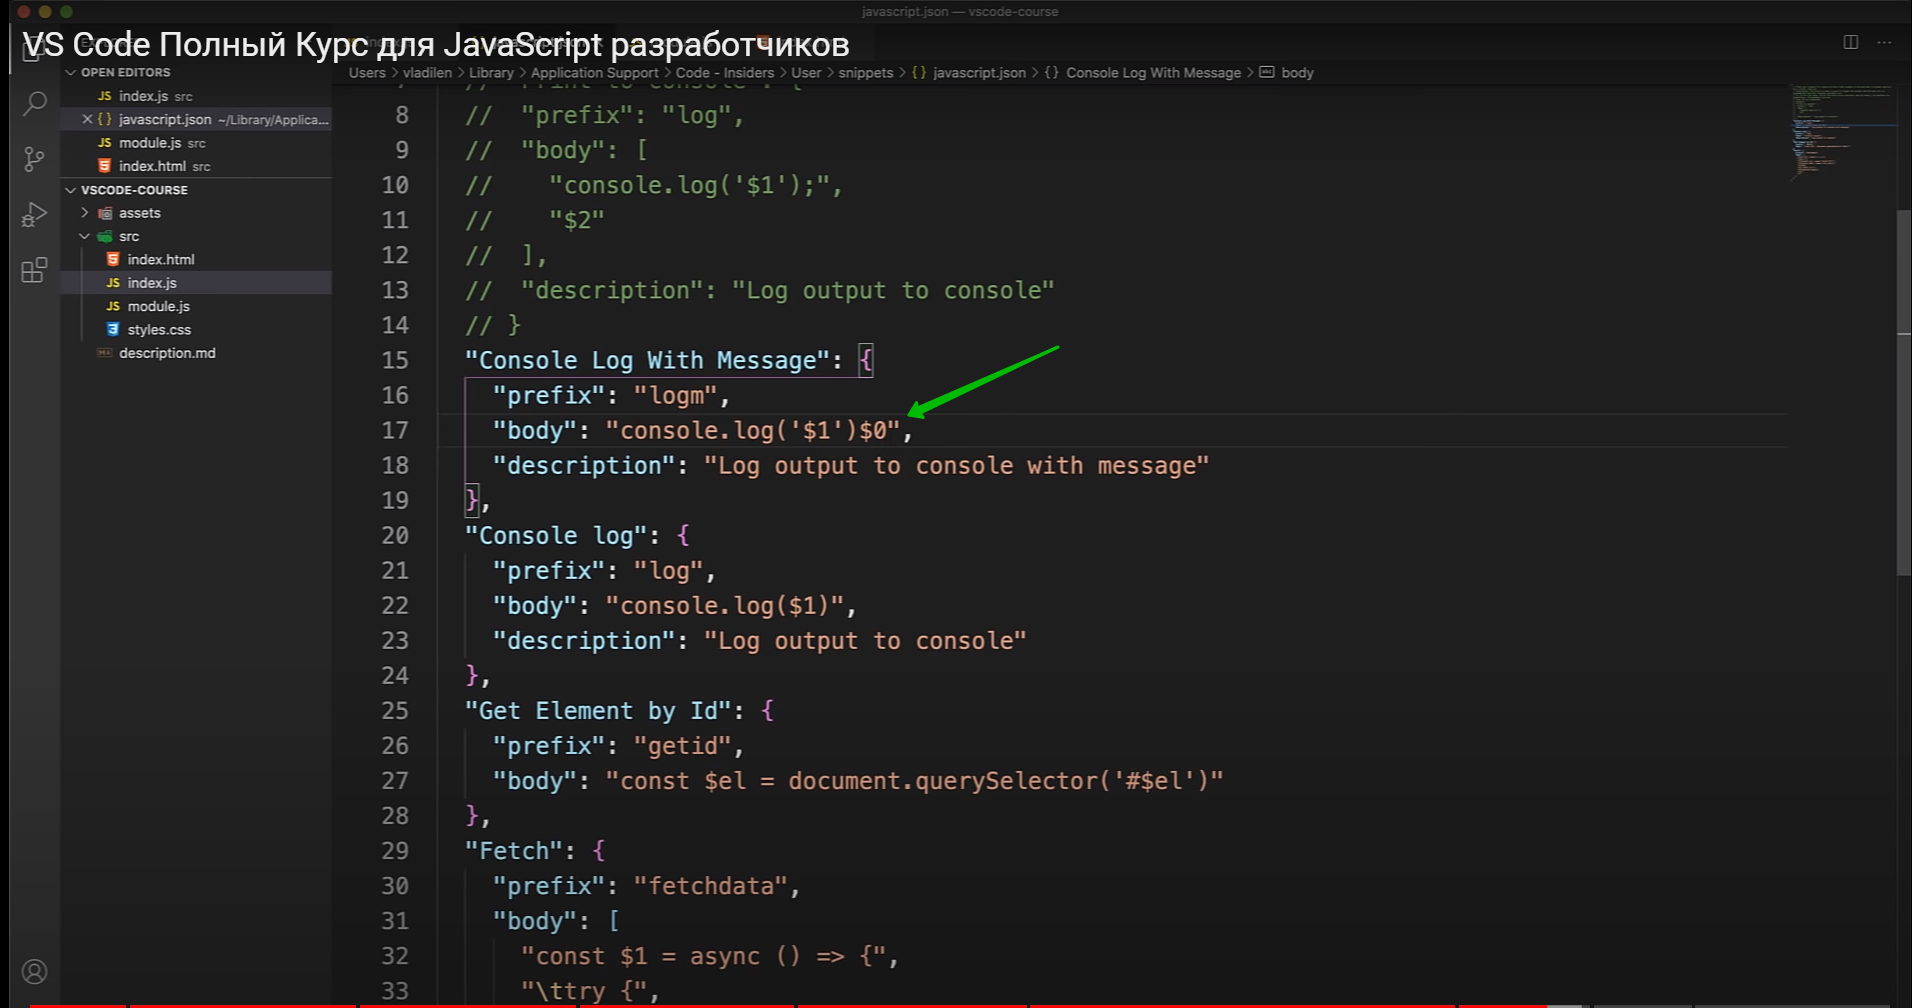 javascript.json — vscode-course
VS Code Полный Курс для JavaScript разработчиков
OPEN EDITORS
JS index.js src
{ } javascript.json ~/Library/Applica...
JS module.js src
index.html src
VSCODE-COURSE
assets
src
index.html
JS index.js
JS module.js
styles.css
description.md
Users > vladilen > Library > Application Support > Code - Insiders > User > snippets > { } javascript.json > { } Console Log With Message > body
// "Print to console": {
8 // "prefix": "log",
9 // "body": [
10 // "console.log('$1');",
11 // "$2"
12 // ],
13 // "description": "Log output to console"
14 // }
15 "Console Log With Message": {
16 "prefix": "logm",
17 "body": "console.log('$1')$0",
18 "description": "Log output to console with message"
19 },
20 "Console log": {
21 "prefix": "log",
22 "body": "console.log($1)",
23 "description": "Log output to console"
24 },
25 "Get Element by Id": {
26 "prefix": "getid",
27 "body": "const $el = document.querySelector('#$el')"
28 },
29 "Fetch": {
30 "prefix": "fetchdata",
31 "body": [
32 "const $1 = async () => {",
33 "\ttry {",